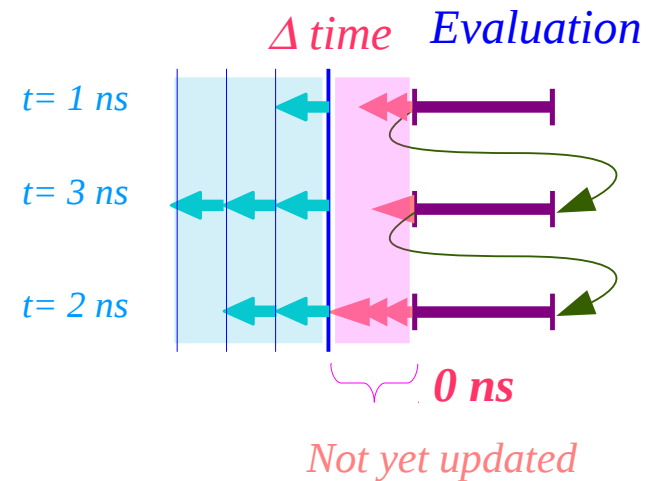 Δ time
Evaluation
t= 1 ns
t= 3 ns
t= 2 ns
0 ns
Not yet updated